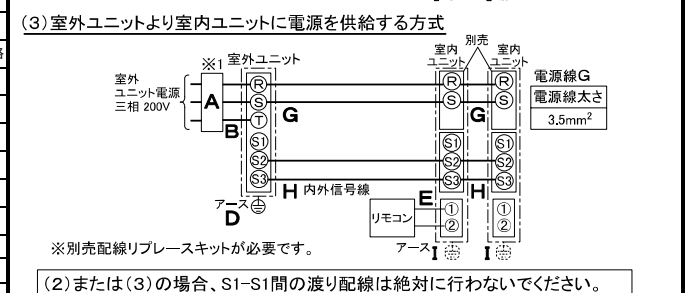 (3)室外ユニットより室内ユニットに電源を供給する方式
別売
※1 室外ユニット
室内
ユニット
室内
ユニット
室外
ユニット電源
三相 200V
A
B
R
S
T
S1
S2
S3
G
R
S
G
R
S
電源線G
電源線太さ
3.5mm²
S1
S2
S3
S1
S2
S3
H 内外信号線
E
H
アース
D
リモコン
①
②
①
②
アース I
I
※別売配線リプレースキットが必要です。
(2)または(3)の場合、S1-S1間の渡り配線は絶対に行わないでください。